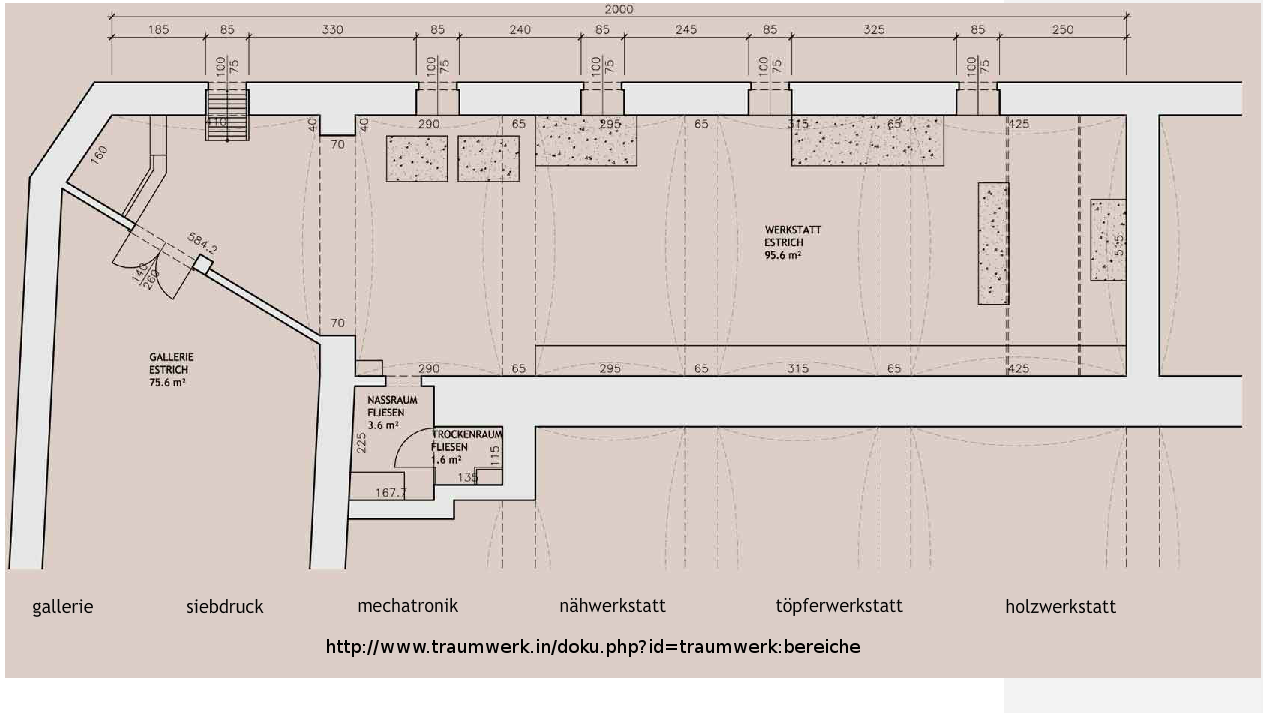 2000
185 85 330 85 240 85 245 85 325 85 250
100 75 100 75 100 75 100 75 100 75
110 40 40 290 65 295 65 315 65 425
70
160
584.2
140
260
WERKSTATT
ESTRICH
95.6 m²
535
70
GALLERIE
ESTRICH
75.6 m²
290 65 295 65 315 65 425
NASSRAUM
FLIESEN
3.6 m²
225
TROCKENRAUM
FLIESEN
1.6 m²
115
135
167.7
gallerie siebdruck mechatronik nähwerkstatt töpferwerkstatt holzwerkstatt
http://www.traumwerk.in/doku.php?id=traumwerk:bereiche